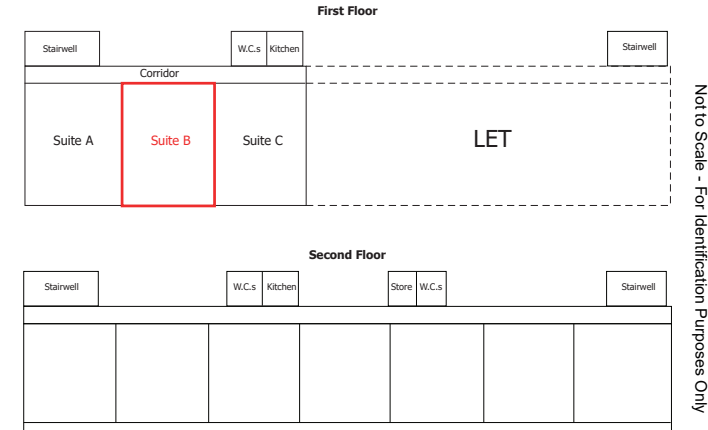 First Floor
Stairwell
W.C.s Kitchen
Stairwell
Corridor
Suite A
Suite B
Suite C
LET
Second Floor
Stairwell
W.C.s Kitchen
Store W.C.s
Stairwell
Not to Scale - For Identification Purposes Only